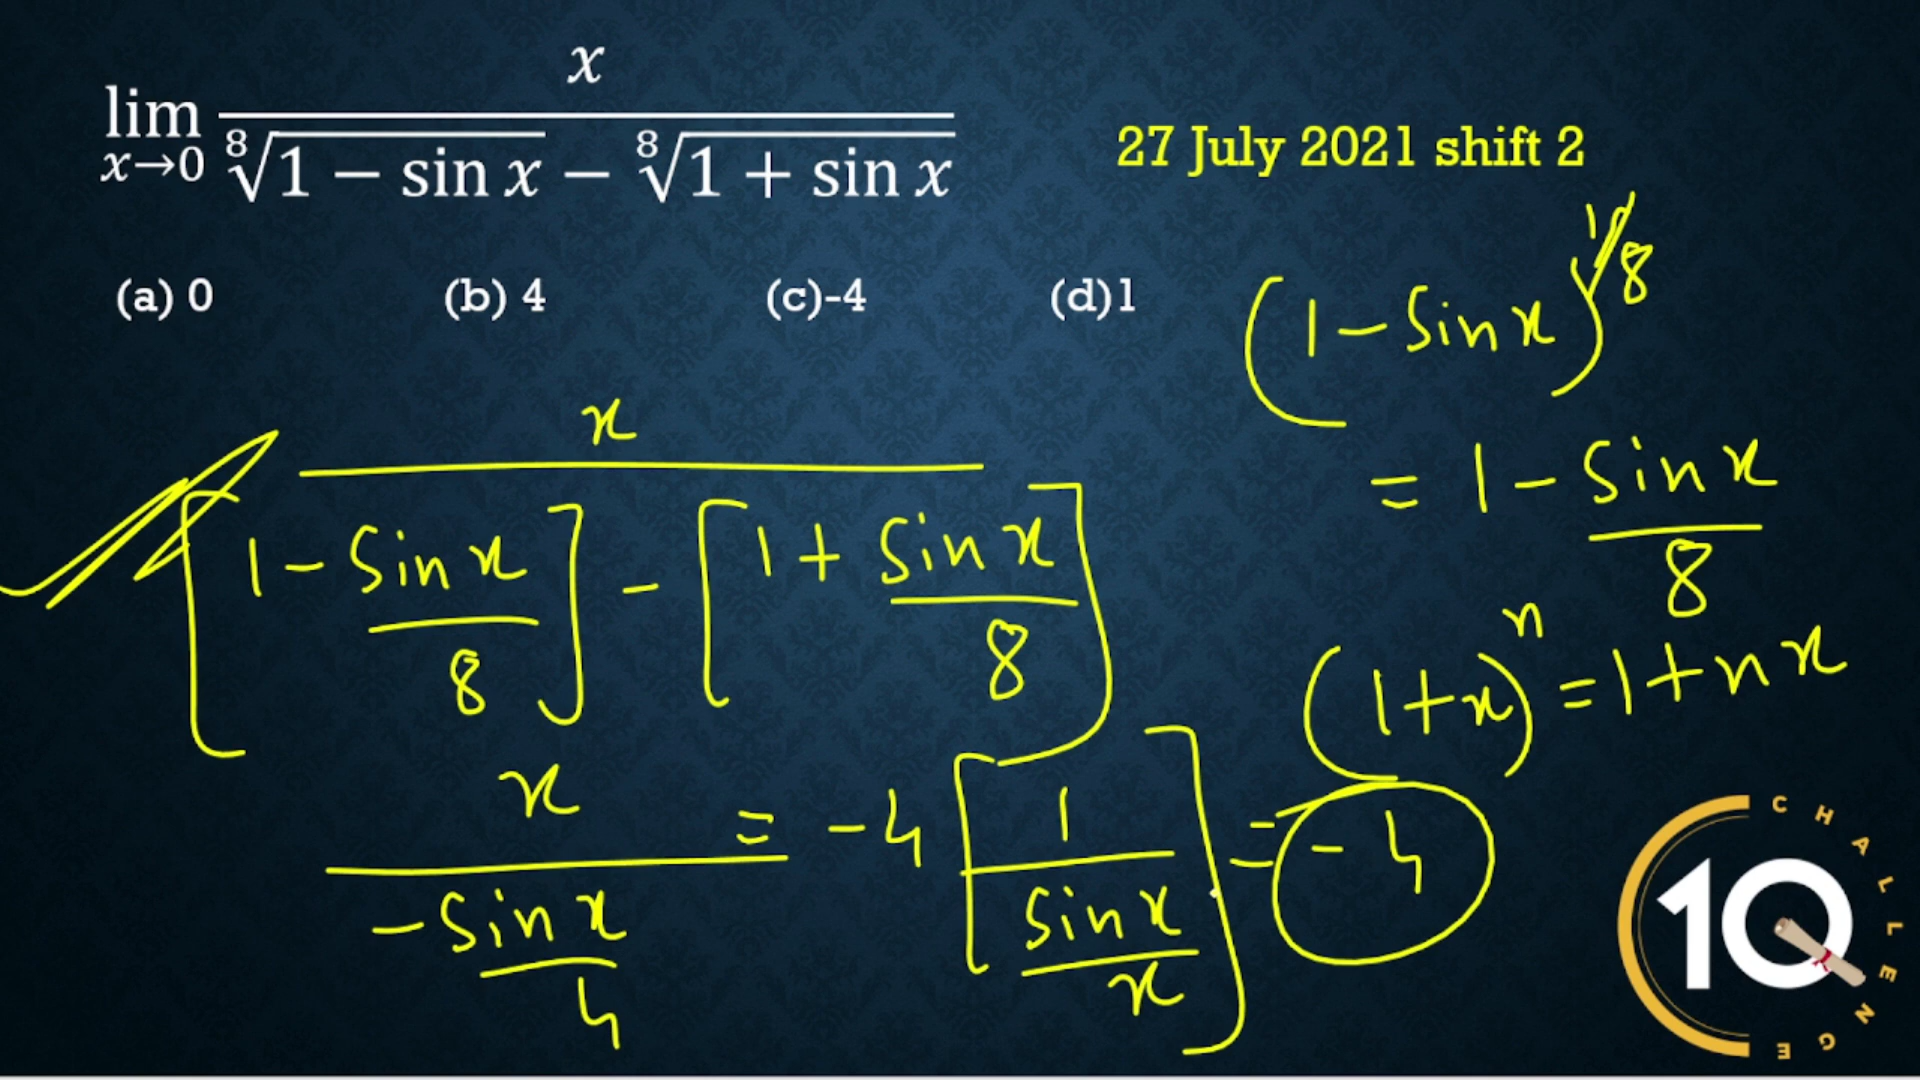 lim x→0 x / (⁸√(1 − sin x) − ⁸√(1 + sin x))
27 July 2021 shift 2
(a) 0 (b) 4 (c)-4 (d)1
(1 − Sin x)^1/8
= 1 − Sin x / 8
x / ([1 − Sin x / 8] − [1 + Sin x / 8])
(1+x)^n = 1+nx
x / (−Sin x / 4) = −4 [1 / (Sin x / x)] = −4
1Q
CHALLENGE